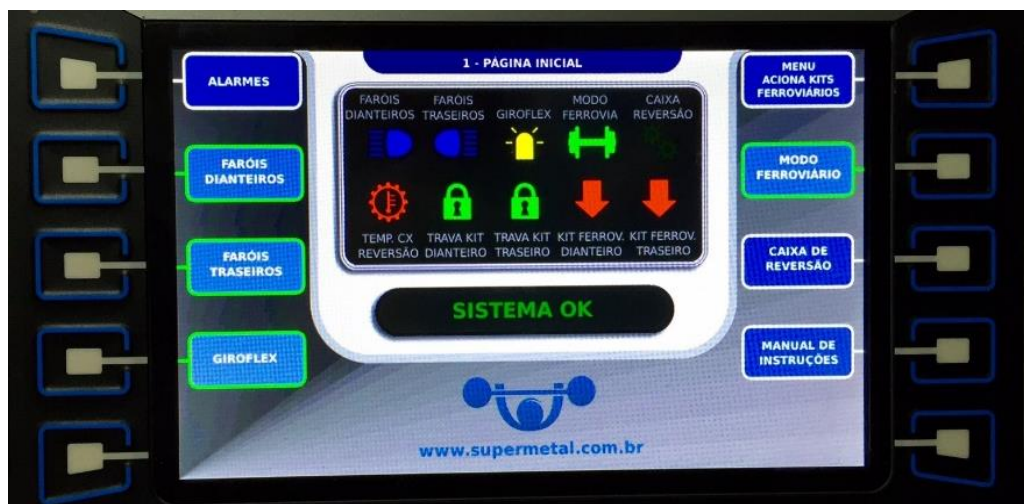 1 - PÁGINA INICIAL
ALARMES
FARÓIS
DIANTEIROS
FARÓIS
TRASEIROS
GIROFLEX
FARÓIS
DIANTEIROS
FARÓIS
TRASEIROS
GIROFLEX
MODO
FERROVIA
CAIXA
REVERSÃO
TEMP. CX
REVERSÃO
TRAVA KIT
DIANTEIRO
TRAVA KIT
TRASEIRO
KIT FERROV.
DIANTEIRO
KIT FERROV.
TRASEIRO
SISTEMA OK
MENU
ACIONA KITS
FERROVIÁRIOS
MODO
FERROVIÁRIO
CAIXA DE
REVERSÃO
MANUAL DE
INSTRUÇÕES
www.supermetal.com.br